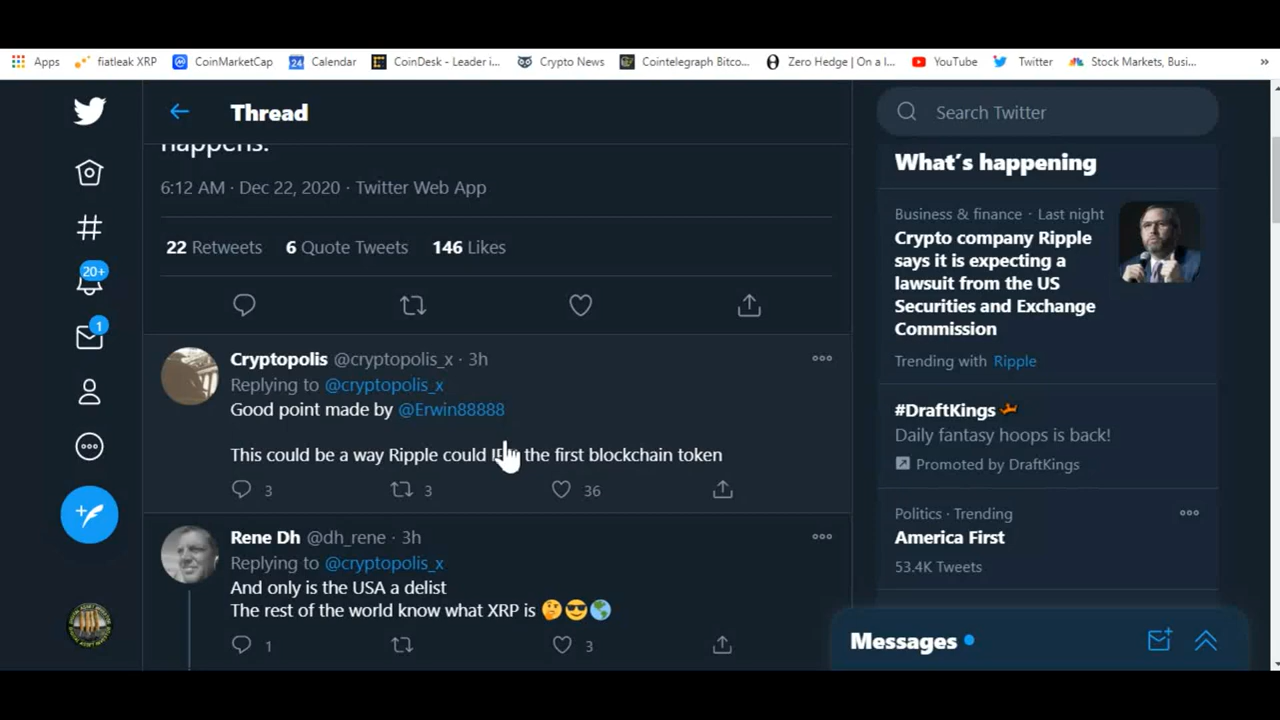 Apps
fiatleak XRP
CoinMarketCap
24
Calendar
CoinDesk - Leader i...
Crypto News
Cointelegraph Bitco...
Zero Hedge | On a l...
YouTube
Twitter
Stock Markets, Busi...
»
Thread
Search Twitter
happens.
6:12 AM · Dec 22, 2020 · Twitter Web App
22 Retweets 6 Quote Tweets 146 Likes
20+
1
Cryptopolis @cryptopolis_x · 3h
Replying to @cryptopolis_x
Good point made by @Erwin88888
This could be a way Ripple could the first blockchain token
3 3 36
Rene Dh @dh_rene · 3h
Replying to @cryptopolis_x
And only is the USA a delist
The rest of the world know what XRP is 🤔😎🌎
1 3
What's happening
Business & finance · Last night
Crypto company Ripple
says it is expecting a
lawsuit from the US
Securities and Exchange
Commission
Trending with Ripple
#DraftKings
Daily fantasy hoops is back!
Promoted by DraftKings
Politics · Trending
America First
53.4K Tweets
Messages